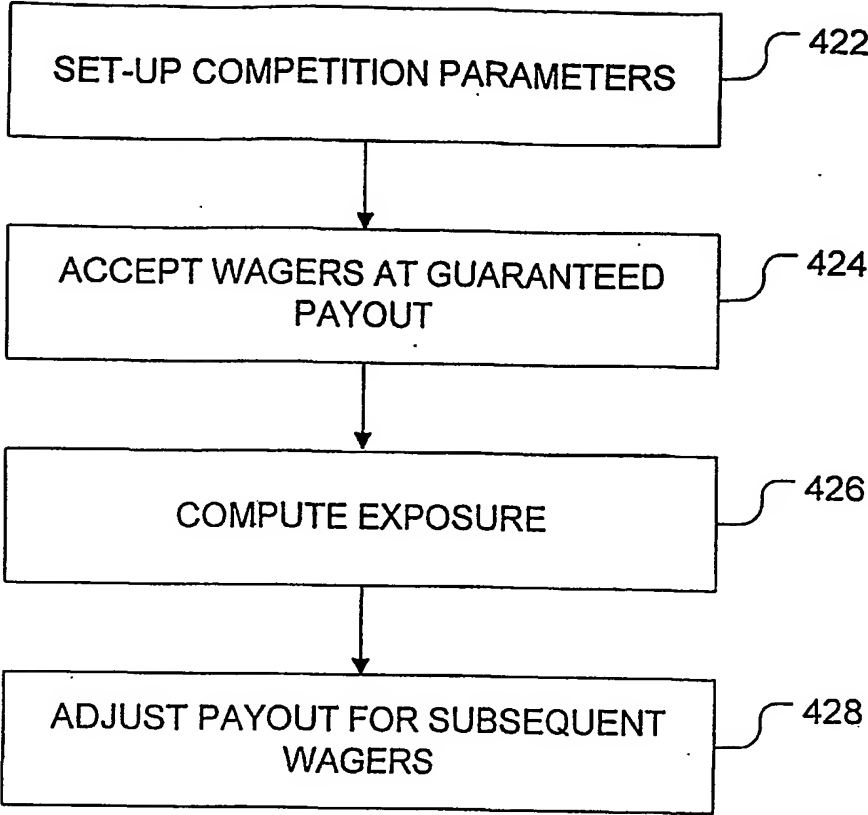 SET-UP COMPETITION PARAMETERS
422
ACCEPT WAGERS AT GUARANTEED
PAYOUT
424
COMPUTE EXPOSURE
426
ADJUST PAYOUT FOR SUBSEQUENT
WAGERS
428